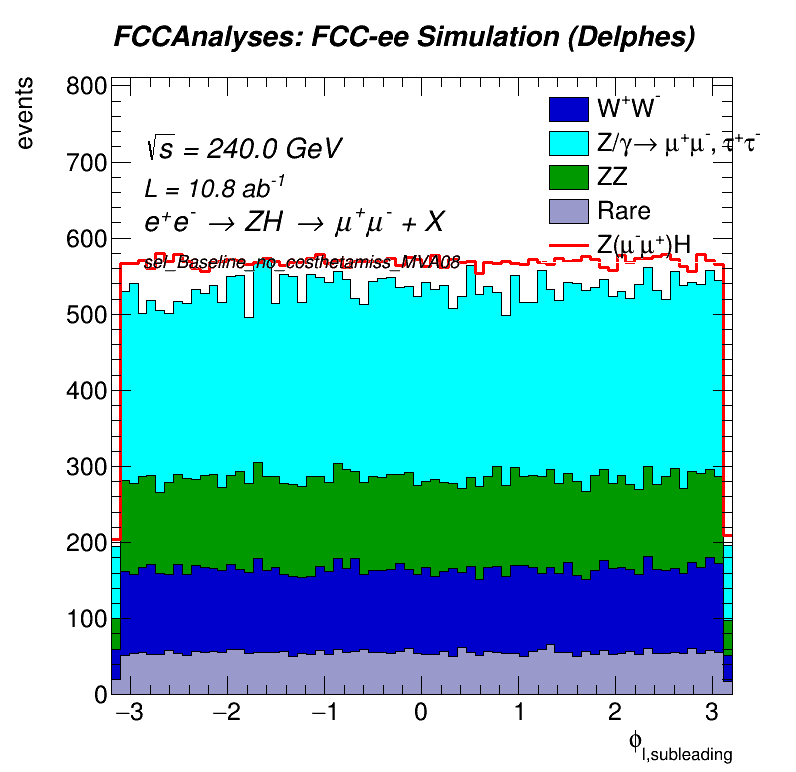 FCCAnalyses: FCC-ee Simulation (Delphes)
events
800
700
600
500
400
300
200
100
0
√s = 240.0 GeV
L = 10.8 ab⁻¹
e⁺e⁻ → ZH → μ⁺μ⁻ + X
sel_Baseline_no_costhetamiss_MVA08
W⁺W⁻
Z/γ→ μ⁺μ⁻, τ⁺τ⁻
ZZ
Rare
Z(μ⁻μ⁺)H
−3 −2 −1 0 1 2 3
ϕ_l,subleading